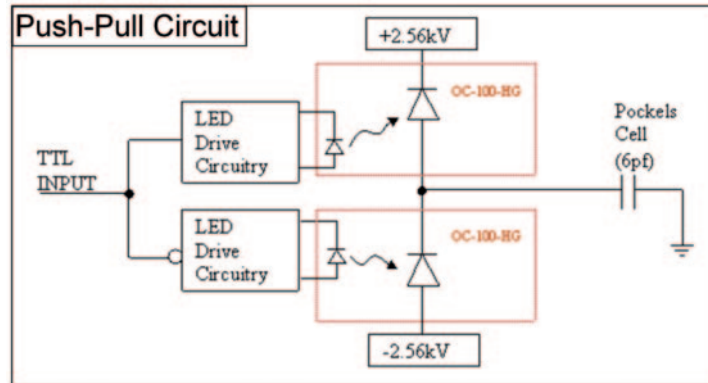 Push-Pull Circuit
+2.56kV
OC-100-HG
LED
Drive
Circuitry
Pockels
Cell
(6pf)
TTL
INPUT
LED
Drive
Circuitry
OC-100-HG
-2.56kV